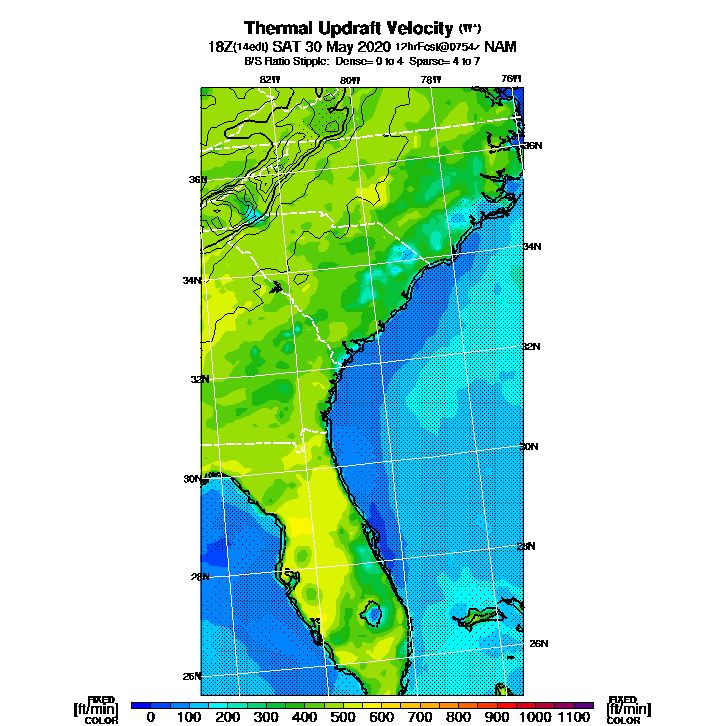 Thermal Updraft Velocity (W*)
18Z(14edt) SAT 30 May 2020 12hrFcst@0754z NAM
B/S Ratio Stipple: Dense= 0 to 4 Sparse= 4 to 7
82W 80W 78W 76W
36N 36N
34N 34N
32N 32N
30N 30N
28N 28N
26N 26N
FIXED [ft/min] COLOR
0 100 200 300 400 500 600 700 800 900 1000 1100
FIXED [ft/min] COLOR